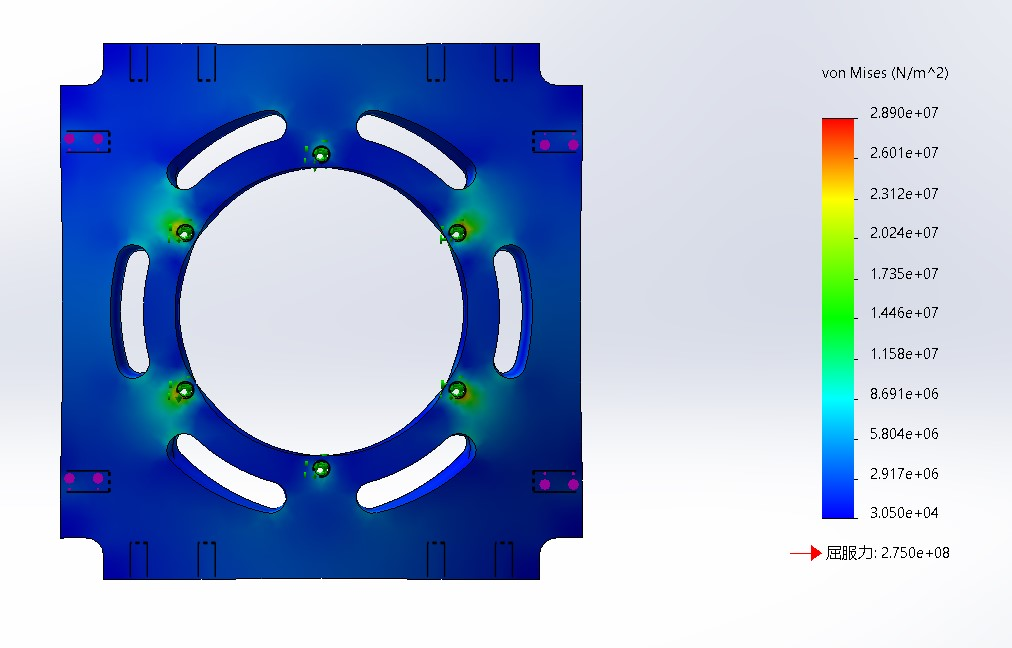 von Mises (N/m^2)
2.890e+07
2.601e+07
2.312e+07
2.024e+07
1.735e+07
1.446e+07
1.158e+07
8.691e+06
5.804e+06
2.917e+06
3.050e+04
屈服力: 2.750e+08